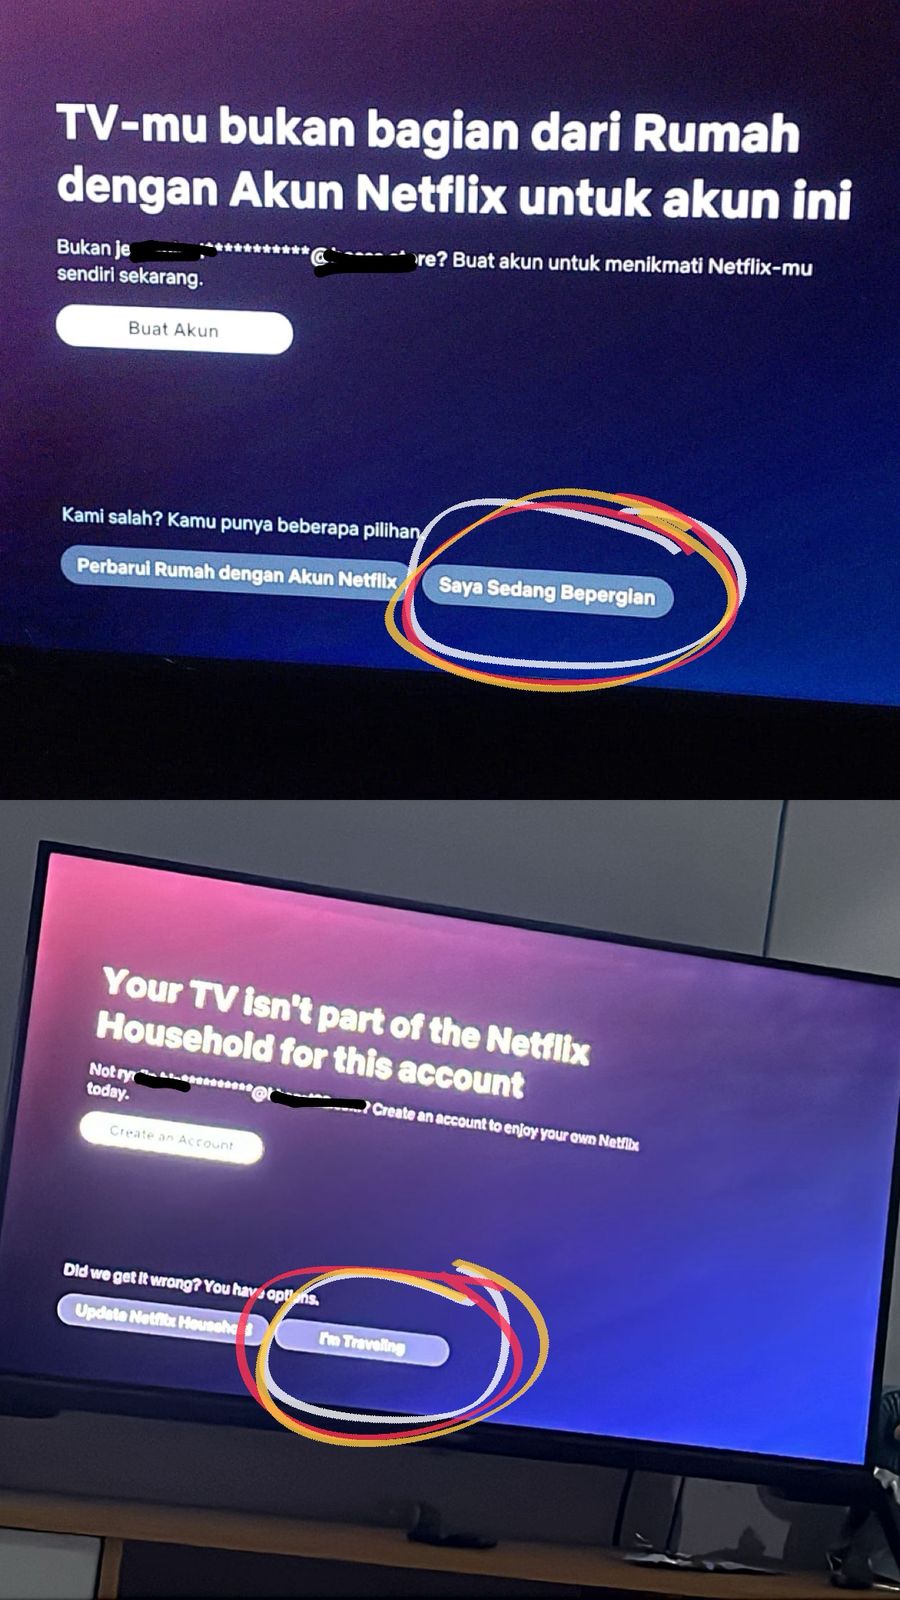 TV-mu bukan bagian dari Rumah
dengan Akun Netflix untuk akun ini
Bukan je***********@re? Buat akun untuk menikmati Netflix-mu
sendiri sekarang.
Buat Akun
Kami salah? Kamu punya beberapa pilihan.
Perbarui Rumah dengan Akun Netflix
Saya Sedang Bepergian
Your TV isn't part of the Netflix
Household for this account
Not ry**********@? Create an account to enjoy your own Netflix
today.
Create an Account
Did we get it wrong? You have options.
Update Netflix Household
I'm Traveling